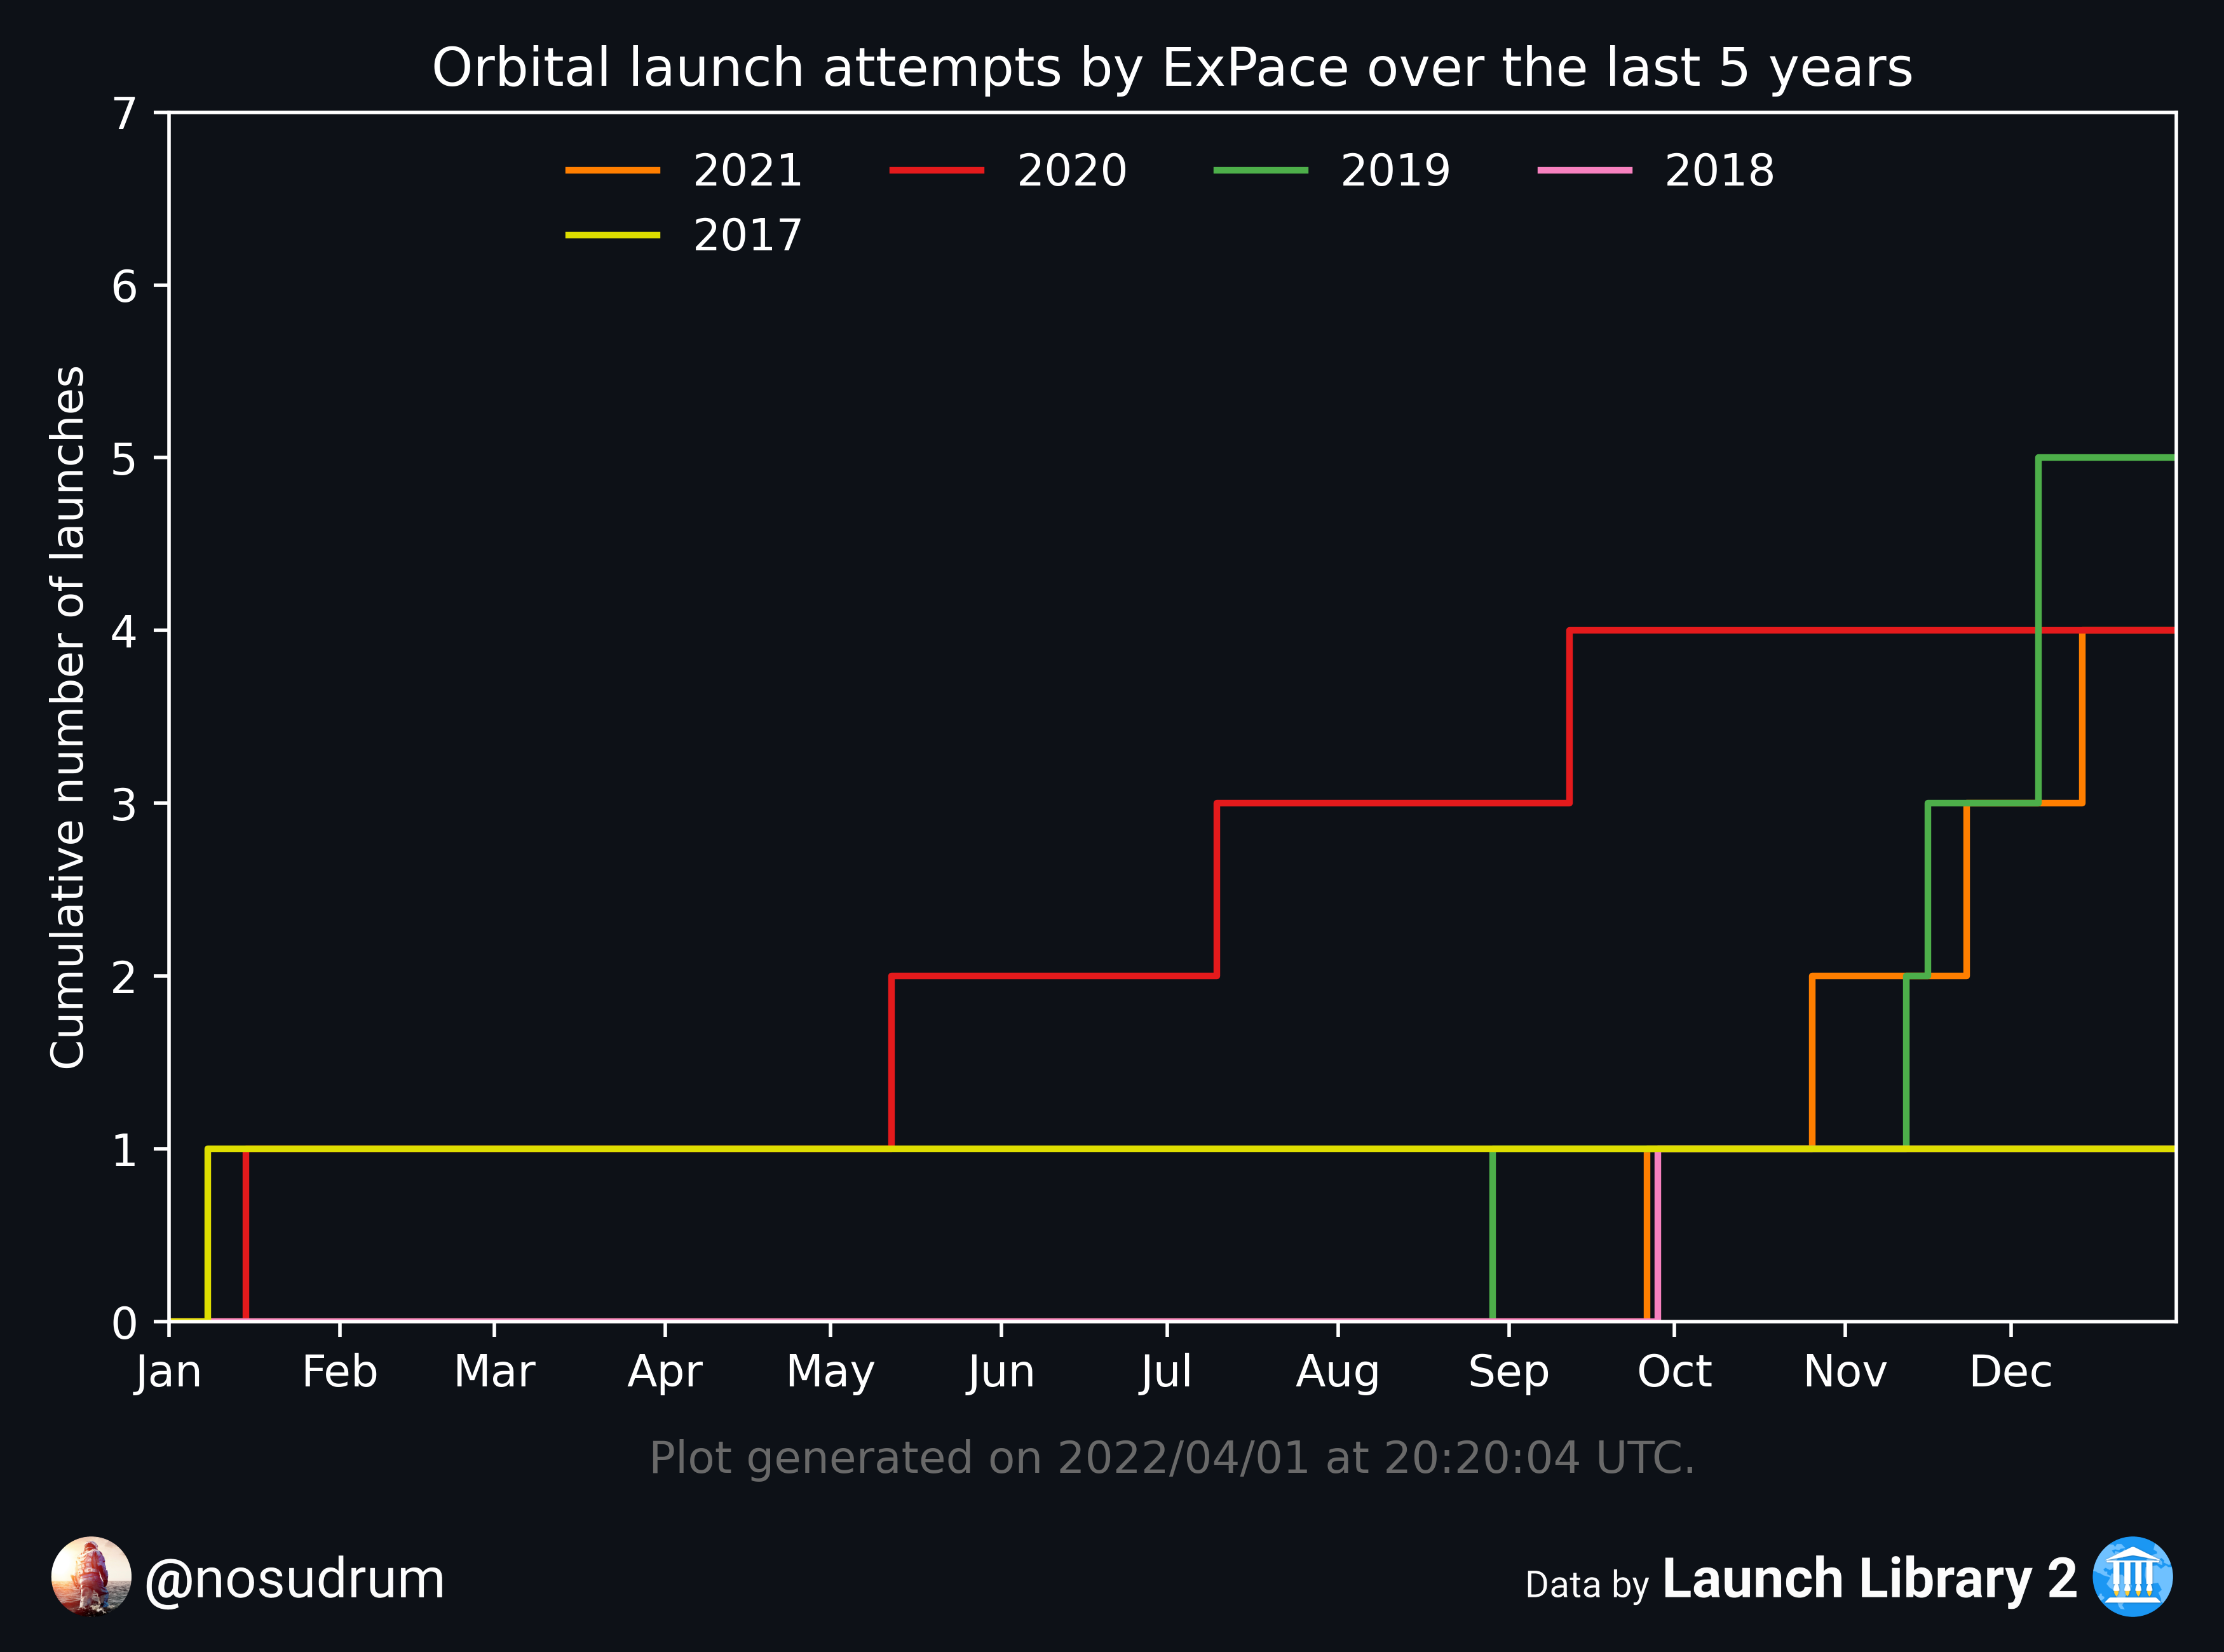 Orbital launch attempts by ExPace over the last 5 years
7
2021 2020 2019 2018
2017
6
5
4
3
2
1
0
Cumulative number of launches
Jan Feb Mar Apr May Jun Jul Aug Sep Oct Nov Dec
Plot generated on 2022/04/01 at 20:20:04 UTC.
@nosudrum
Data by Launch Library 2